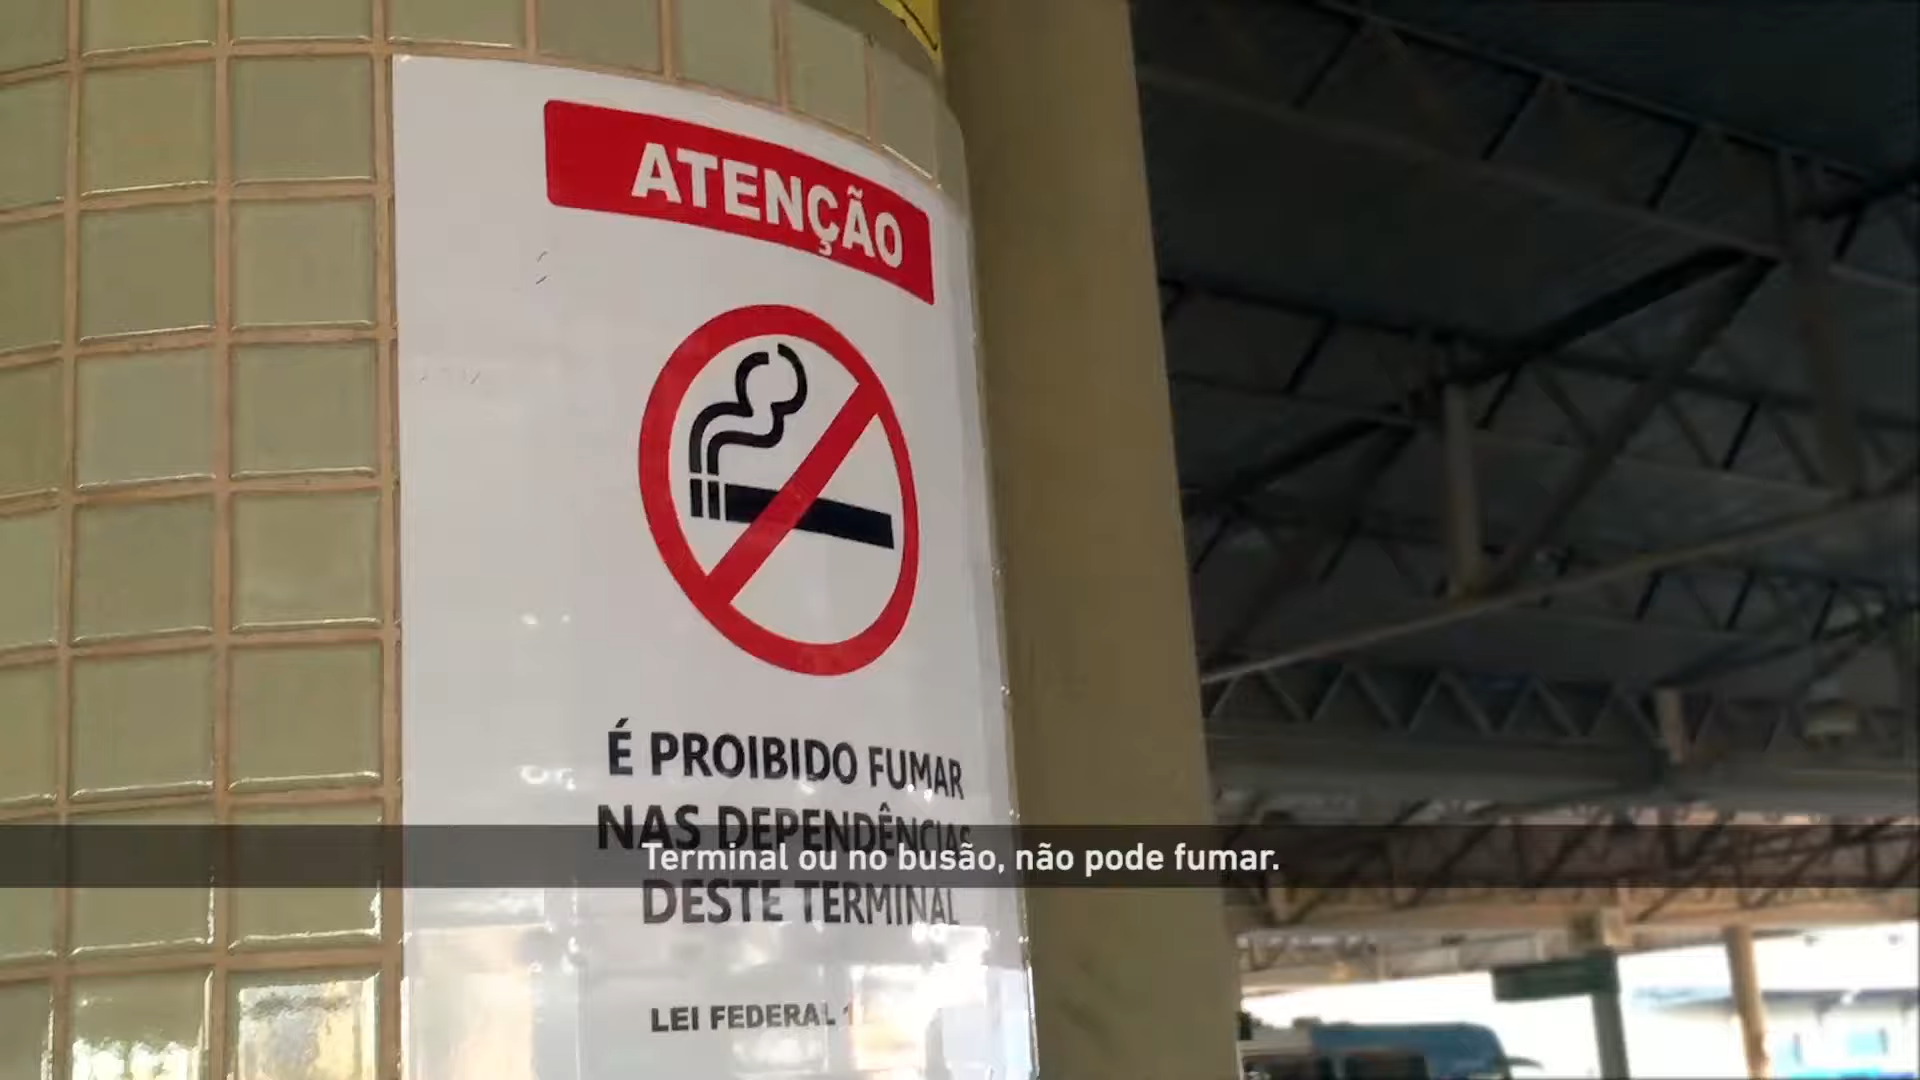 ATENÇÃO
É PROIBIDO FUMAR
NAS DEPENDÊNCIAS
Terminal ou no busão, não pode fumar.
DESTE TERMINAL
LEI FEDERAL